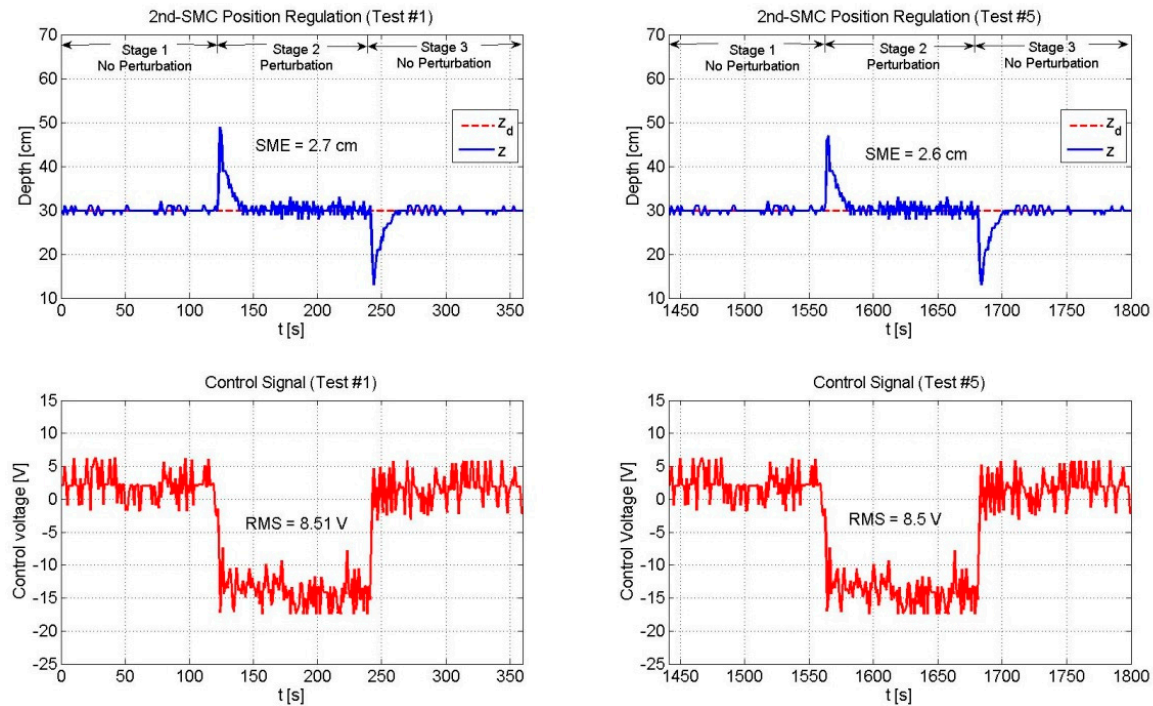 2nd-SMC Position Regulation (Test #1)
70
60
50
40
30
20
10
Depth [cm]
Stage 1
No Perturbation
Stage 2
Perturbation
Stage 3
No Perturbation
z_d
z
SME = 2.7 cm
0 50 100 150 200 250 300 350
t [s]
2nd-SMC Position Regulation (Test #5)
70
60
50
40
30
20
10
Depth [cm]
Stage 1
No Perturbation
Stage 2
Perturbation
Stage 3
No Perturbation
z_d
z
SME = 2.6 cm
1450 1500 1550 1600 1650 1700 1750 1800
t [s]
Control Signal (Test #1)
15
10
5
0
-5
-10
-15
-20
-25
Control Voltage [V]
RMS = 8.51 V
0 50 100 150 200 250 300 350
t [s]
Control Signal (Test #5)
15
10
5
0
-5
-10
-15
-20
-25
Control voltage [V]
RMS = 8.5 V
1450 1500 1550 1600 1650 1700 1750 1800
t [s]